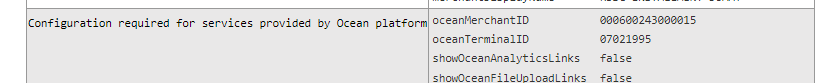 Configuration required for services provided by Ocean platform
oceanMerchantID 000600243000015
oceanTerminalID 07021995
showOceanAnalyticsLinks false
showOceanFileUploadLinks false